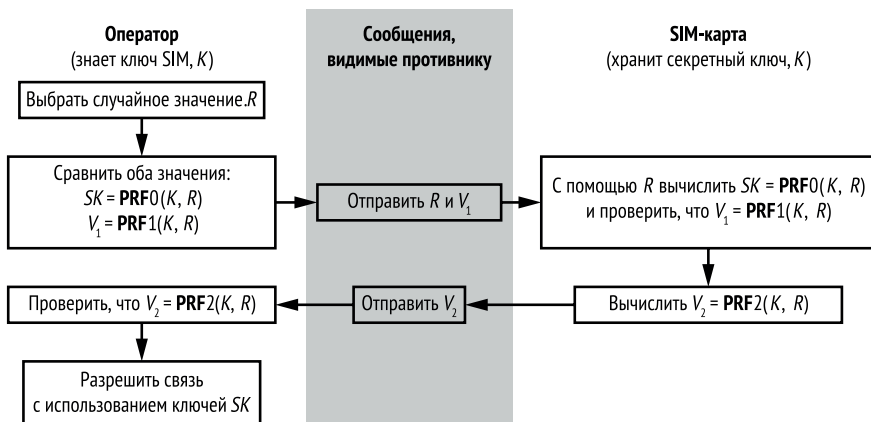 Оператор
(знает ключ SIM, K)
Сообщения,
видимые противнику
SIM-карта
(хранит секретный ключ, K)
Выбрать случайное значение.R
Сравнить оба значения:
SK = PRF0(K, R)
V₁ = PRF1(K, R)
Отправить R и V₁
С помощью R вычислить SK = PRF0(K, R)
и проверить, что V₁ = PRF1(K, R)
Проверить, что V₂ = PRF2(K, R)
Отправить V₂
Вычислить V₂ = PRF2(K, R)
Разрешить связь
с использованием ключей SK